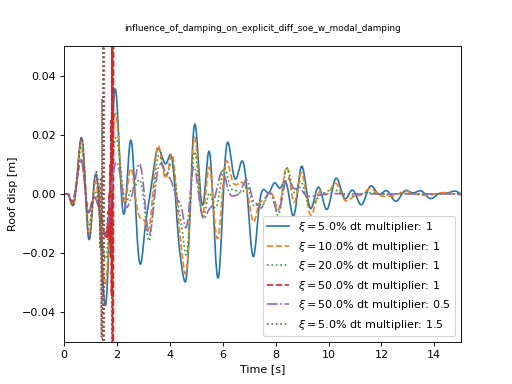 influence_of_damping_on_explicit_diff_soe_w_modal_damping
Roof disp [m]
0.04
0.02
0.00
−0.02
−0.04
ξ = 5.0% dt multiplier: 1
ξ = 10.0% dt multiplier: 1
ξ = 20.0% dt multiplier: 1
ξ = 50.0% dt multiplier: 1
ξ = 50.0% dt multiplier: 0.5
ξ = 5.0% dt multiplier: 1.5
0 2 4 6 8 10 12 14
Time [s]